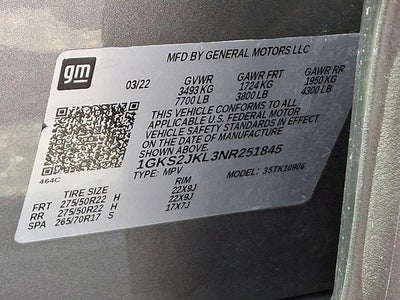 gm
MFD BY GENERAL MOTORS LLC
03/22 GVWR GAWR FRT GAWR RR
3493 KG 1724 KG 1950 KG
7700 LB 3800 LB 4300 LB
THIS VEHICLE CONFORMS TO ALL
APPLICABLE U.S. FEDERAL MOTOR
VEHICLE SAFETY STANDARDS IN EFFECT
ON THE DATE OF MANUFACTURE
SHOWN ABOVE.
1GKS2JKL3NR251845
464C TYPE: MPV MODEL: 35TK10906
TIRE SIZE RIM
FRT 275/50R22 H 22X9J
RR 275/50R22 H 22X9J
SPA 265/70R17 S 17X7J